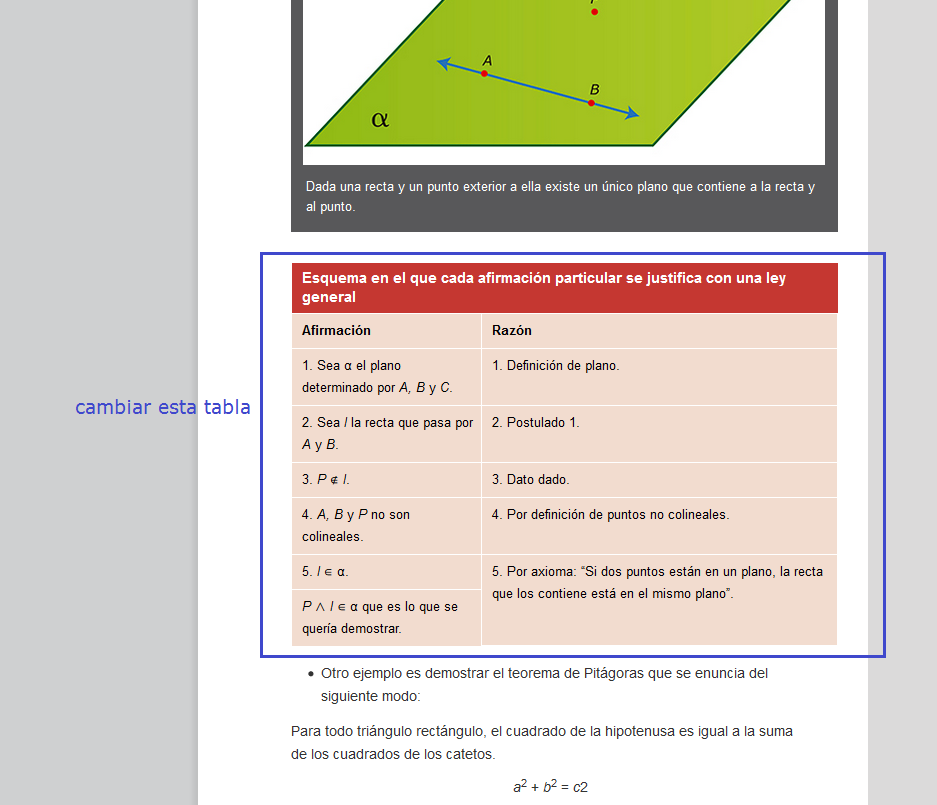 A
B
α
Dada una recta y un punto exterior a ella existe un único plano que contiene a la recta y
al punto.
Esquema en el que cada afirmación particular se justifica con una ley
general
Afirmación
Razón
1. Sea α el plano
determinado por A, B y C.
1. Definición de plano.
2. Sea l la recta que pasa por
A y B.
2. Postulado 1.
3. P ∉ l.
3. Dato dado.
4. A, B y P no son
colineales.
4. Por definición de puntos no colineales.
5. l ∈ α.
5. Por axioma: “Si dos puntos están en un plano, la recta
que los contiene está en el mismo plano”.
P ∧ l ∈ α que es lo que se
quería demostrar.
cambiar esta tabla
• Otro ejemplo es demostrar el teorema de Pitágoras que se enuncia del
siguiente modo:
Para todo triángulo rectángulo, el cuadrado de la hipotenusa es igual a la suma
de los cuadrados de los catetos.
a² + b² = c2